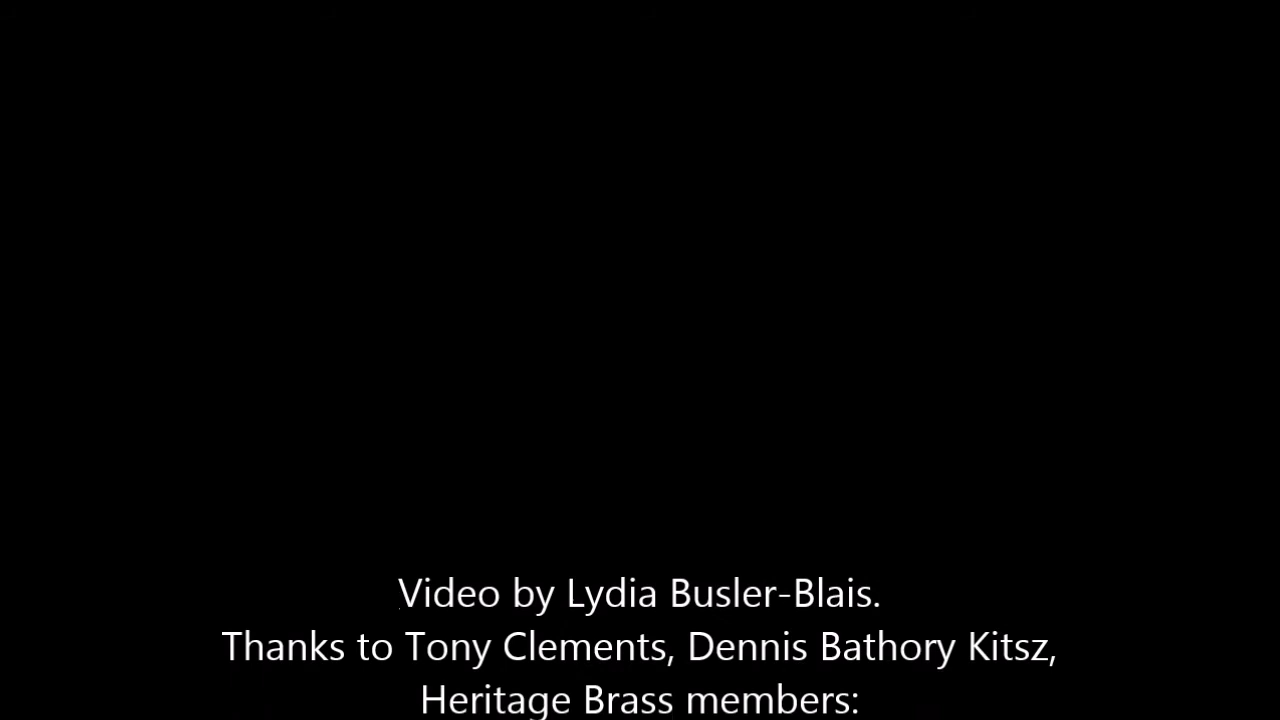 Video by Lydia Busler-Blais.
Thanks to Tony Clements, Dennis Bathory Kitsz,
Heritage Brass members: